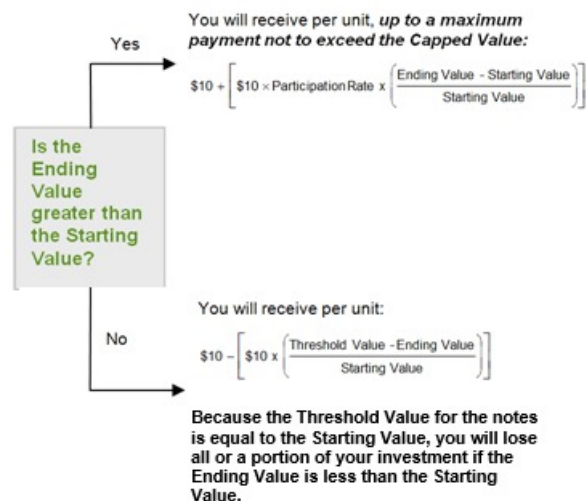 You will receive per unit, up to a maximum
payment not to exceed the Capped Value:
Yes
$10 + [ $10 × Participation Rate x ( Ending Value - Starting Value
Starting Value ) ]
Is the
Ending
Value
greater than
the Starting
Value?
You will receive per unit:
No
$10 – [ $10 x ( Threshold Value - Ending Value
Starting Value ) ]
Because the Threshold Value for the notes
is equal to the Starting Value, you will lose
all or a portion of your investment if the
Ending Value is less than the Starting
Value.